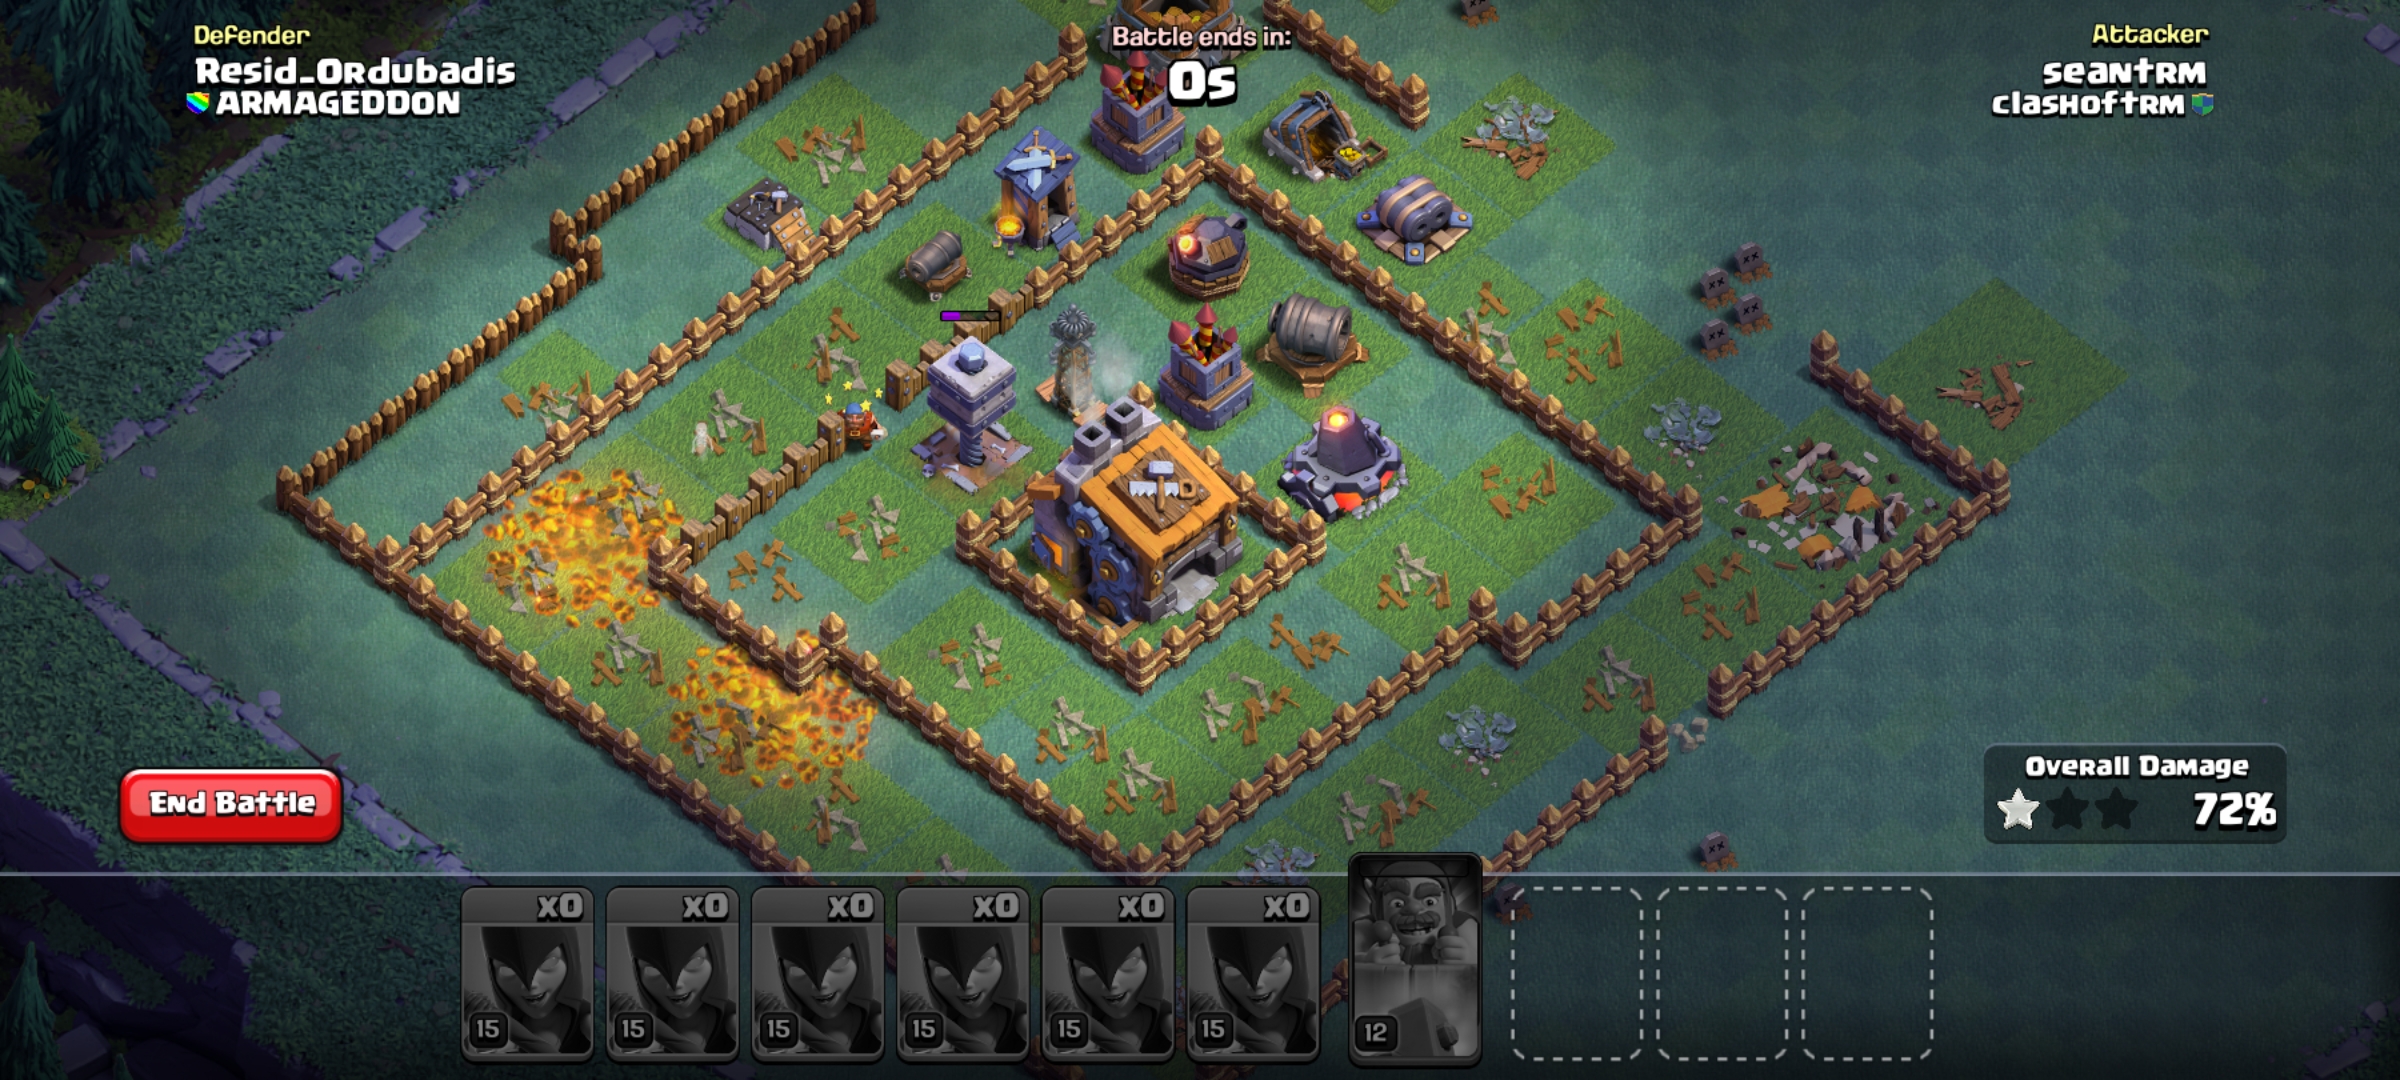 Defender
Resid_Ordubadis
ARMAGEDDON
Battle ends in:
0s
Attacker
seantRM
clashoftRM
End Battle
Overall Damage
72%
x0
x0
x0
x0
x0
x0
15
15
15
15
15
15
12